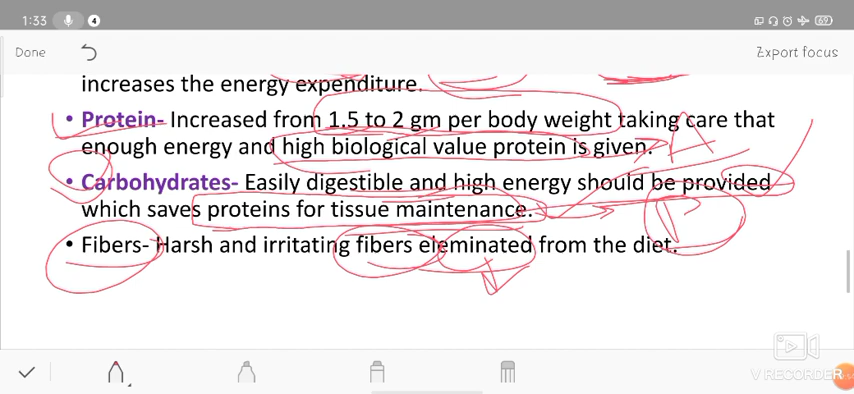 1:33 4 69
Done Export focus
increases the energy expenditure.
• Protein- Increased from 1.5 to 2 gm per body weight taking care that
enough energy and high biological value protein is given.
• Carbohydrates- Easily digestible and high energy should be provided
which saves proteins for tissue maintenance.
• Fibers- Harsh and irritating fibers eleminated from the diet.
V RECORDER